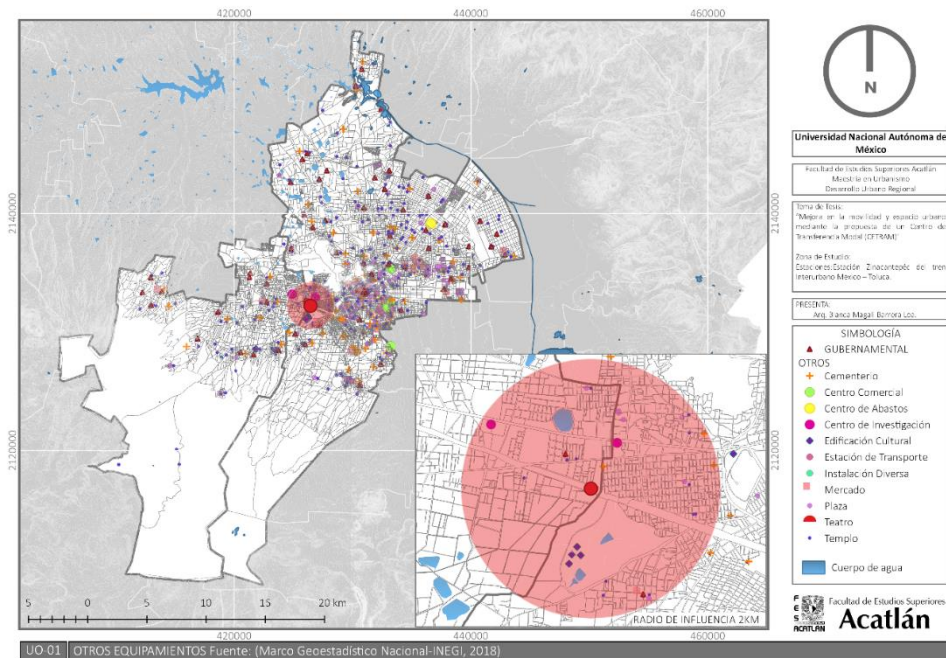 420000 440000 460000
2140000 2140000
2120000 2120000
5 0 5 10 15 20 km
RADIO DE INFLUENCIA 2KM
420000 440000 460000
UO-01 OTROS EQUIPAMIENTOS Fuente: (Marco Geoestadístico Nacional-INEGI, 2018)
N
Universidad Nacional Autónoma de
México
Facultad de Estudios Superiores Acatlán
Maestría en Urbanismo
Desarrollo Urbano Regional
Tema de Tesis:
"Mejora en la movilidad y espacio urbano
mediante la propuesta de un Centro de
Transferencia Modal (CETRAM)"
Zona de Estudio:
Estaciones:Estación Zinacantepéc del tren
Interurbano México – Toluca.
PRESENTA:
Arq. Bianca Magali Barrera Loa.
SIMBOLOGÍA
GUBERNAMENTAL
OTROS
Cementerio
Centro Comercial
Centro de Abastos
Centro de Investigación
Edificación Cultural
Estación de Transporte
Instalación Diversa
Mercado
Plaza
Teatro
Templo
Cuerpo de agua
FES ACATLÁN
Facultad de Estudios Superiores
Acatlán